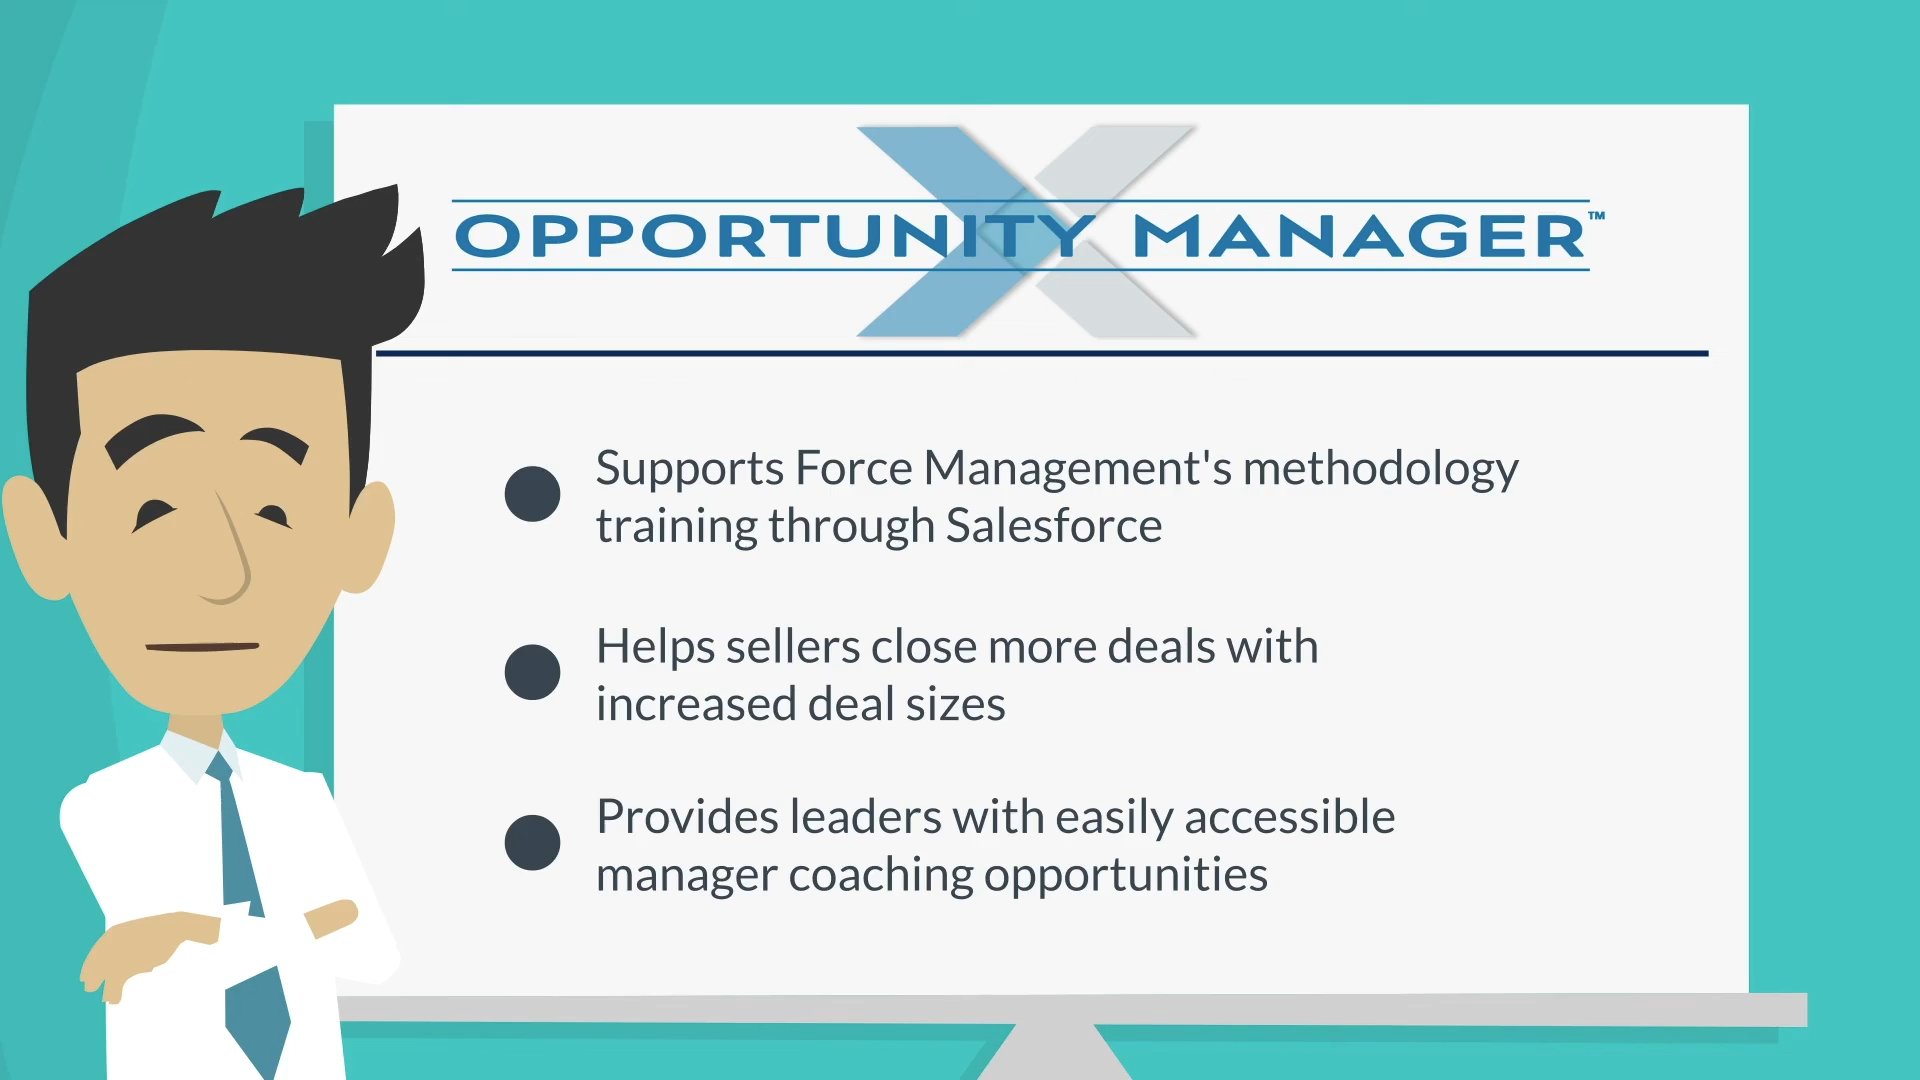 OPPORTUNITY MANAGER™
Supports Force Management's methodology
training through Salesforce
Helps sellers close more deals with
increased deal sizes
Provides leaders with easily accessible
manager coaching opportunities